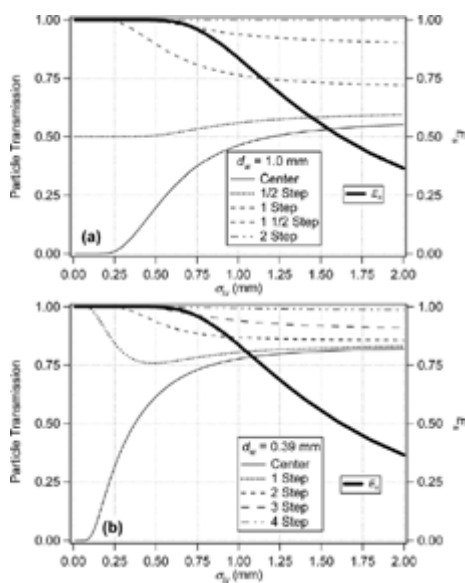 1.00
0.75
0.50
0.25
0.00
Particle Transmission
1.00
0.75
0.50
0.25
0.00
d_w = 1.0 mm
Center
1/2 Step
1 Step
1 1/2 Step
2 Step
(a)
0.00 0.25 0.50 0.75 1.00 1.25 1.50 1.75 2.00
(mm)
1.00
0.75
0.50
0.25
0.00
Particle Transmission
1.00
0.75
0.50
0.25
0.00
d_w = 0.39 mm
Center
1 Step
2 Step
3 Step
4 Step
(b)
0.00 0.25 0.50 0.75 1.00 1.25 1.50 1.75 2.00
(mm)